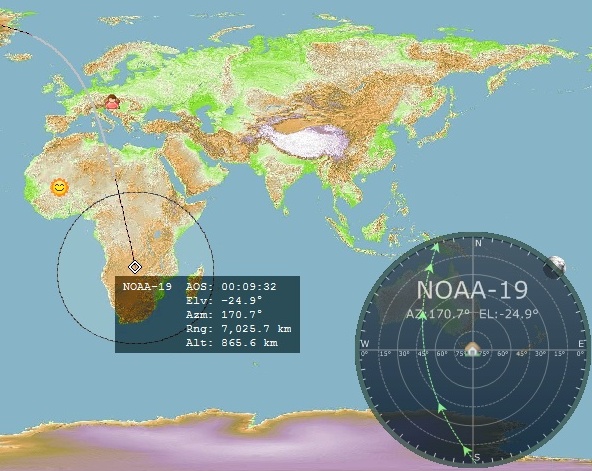 NOAA-19 AOS: 00:09:32
Elv: -24.9°
Azm: 170.7°
Rng: 7,025.7 km
Alt: 865.6 km
N
NOAA-19
AZ:170.7° EL:-24.9°
W E
0° 15° 30° 45° 60° 75° 75° 60° 45° 30° 15° 0°
S